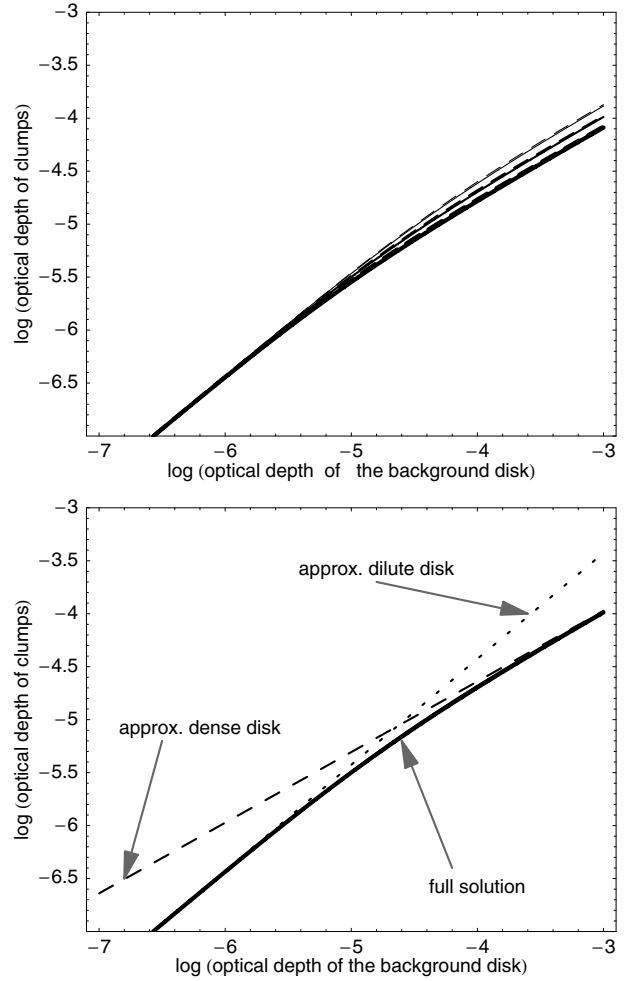 −3
−3.5
−4
−4.5
−5
−5.5
−6
−6.5
log (optical depth of clumps)
−7 −6 −5 −4 −3
log (optical depth of the background disk)
−3
−3.5
−4
−4.5
−5
−5.5
−6
−6.5
log (optical depth of clumps)
approx. dilute disk
approx. dense disk
full solution
−7 −6 −5 −4 −3
log (optical depth of the background disk)